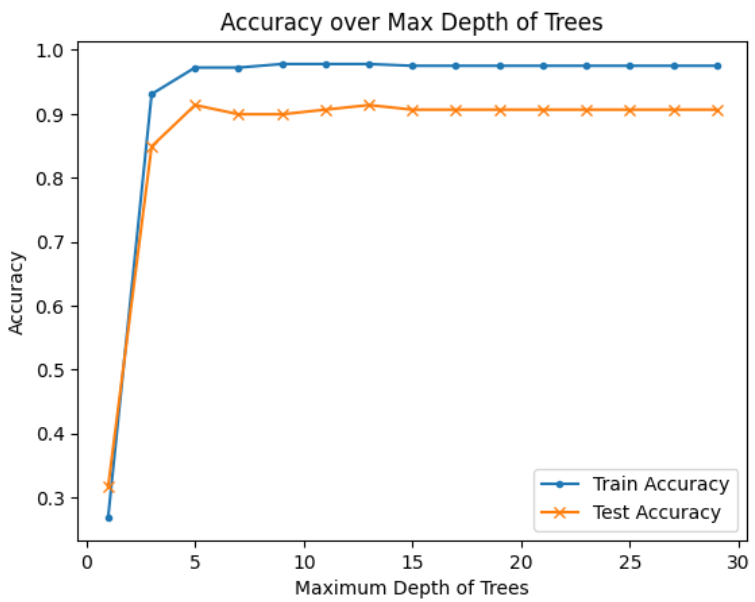 Accuracy over Max Depth of Trees
1.0
0.9
0.8
0.7
0.6
0.5
0.4
0.3
Accuracy
Train Accuracy
Test Accuracy
0 5 10 15 20 25 30
Maximum Depth of Trees